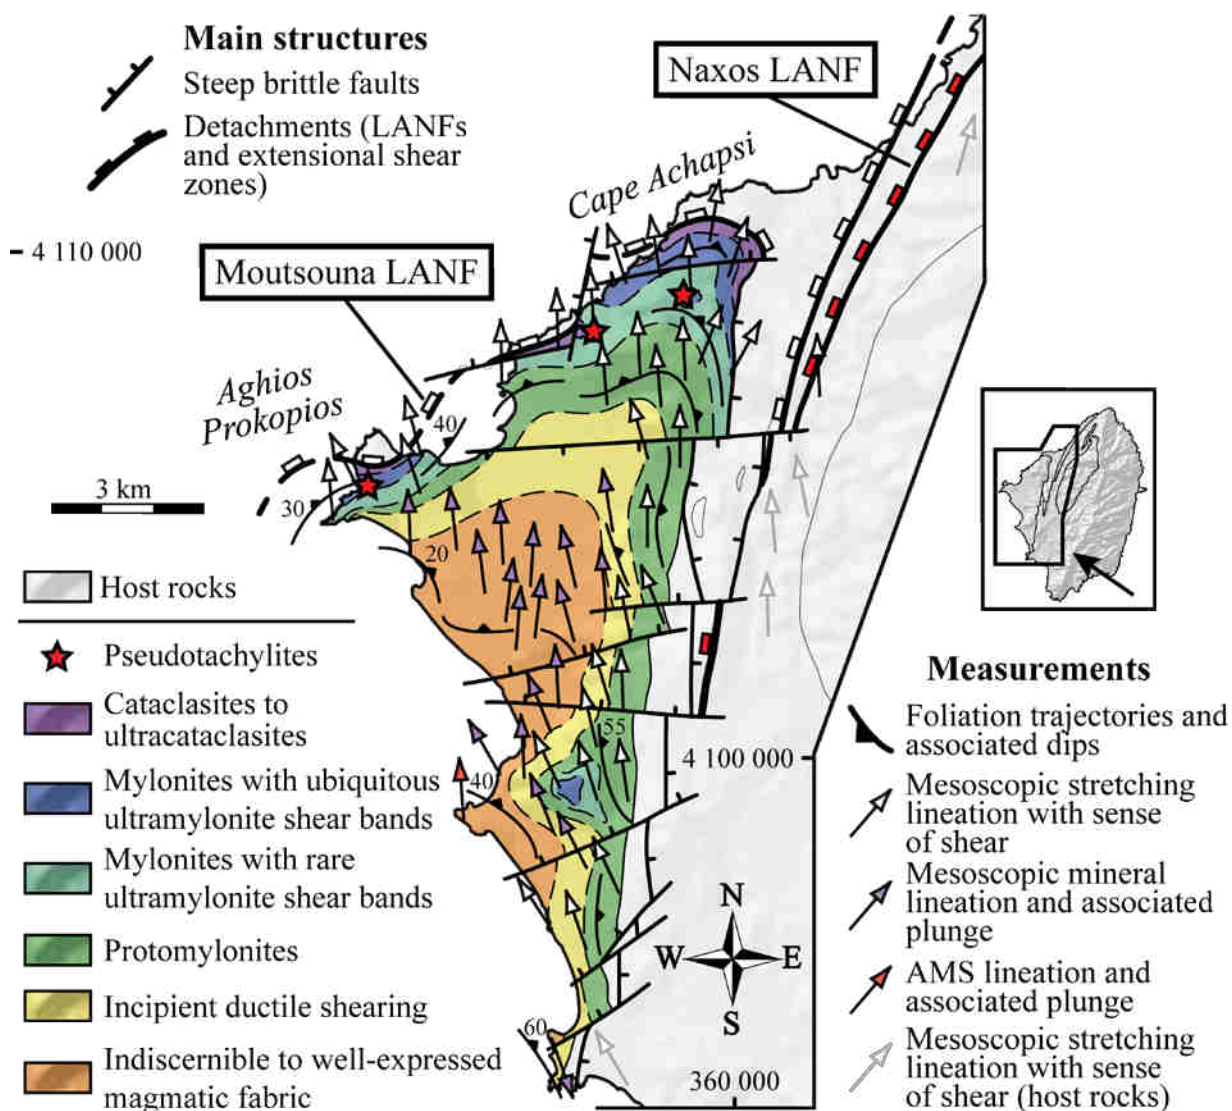 Main structures
Steep brittle faults
Detachments (LANFs
and extensional shear
zones)
Naxos LANF
Cape Achapsi
4 110 000
Moutsouna LANF
Aghios
Prokopios
40
3 km
30
20
Host rocks
Pseudotachylites
Cataclasites to
ultracataclasites
Mylonites with ubiquitous
ultramylonite shear bands
Mylonites with rare
ultramylonite shear bands
Protomylonites
Incipient ductile shearing
Indiscernible to well-expressed
magmatic fabric
55
40
60
4 100 000
N
W
E
S
360 000
Measurements
Foliation trajectories and
associated dips
Mesoscopic stretching
lineation with sense
of shear
Mesoscopic mineral
lineation and associated
plunge
AMS lineation and
associated plunge
Mesoscopic stretching
lineation with sense
of shear (host rocks)